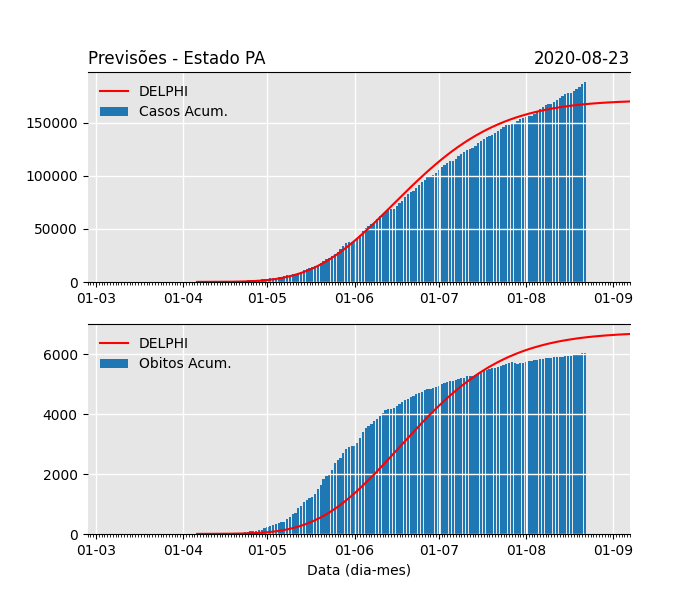 Previsões - Estado PA
2020-08-23
DELPHI
Casos Acum.
150000
100000
50000
0
01-03 01-04 01-05 01-06 01-07 01-08 01-09
DELPHI
Obitos Acum.
6000
4000
2000
0
01-03 01-04 01-05 01-06 01-07 01-08 01-09
Data (dia-mes)